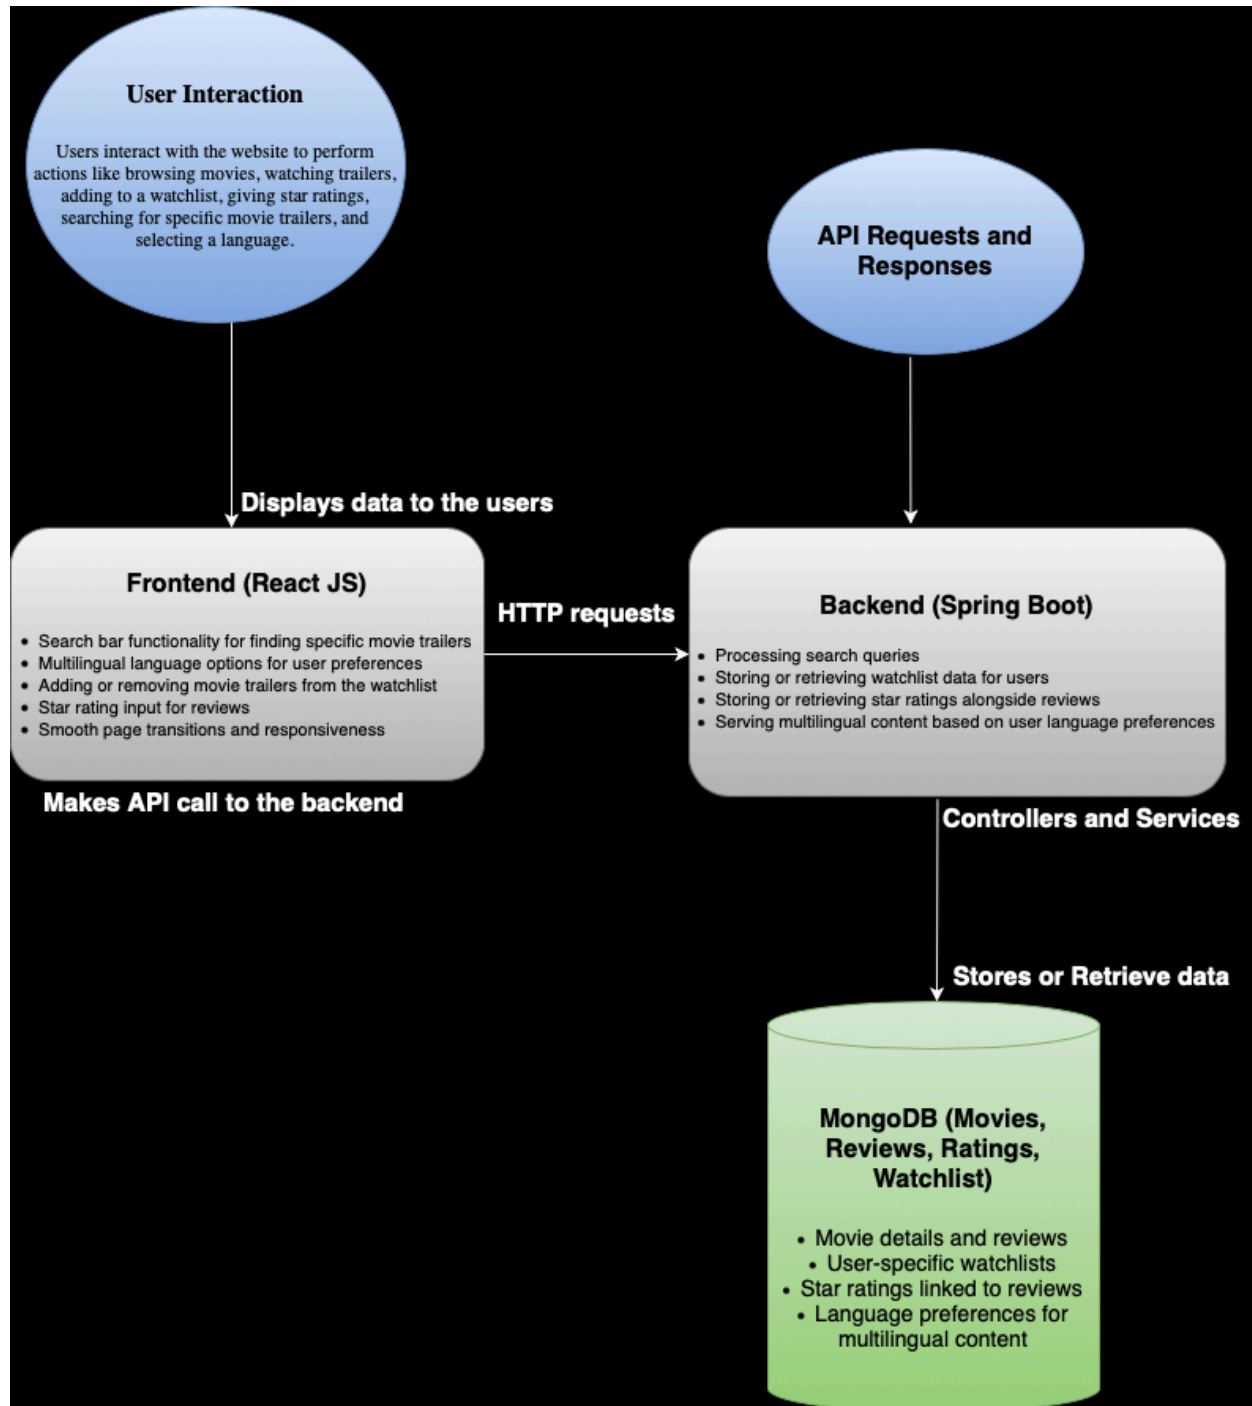 User Interaction
Users interact with the website to perform
actions like browsing movies, watching trailers,
adding to a watchlist, giving star ratings,
searching for specific movie trailers, and
selecting a language.
API Requests and
Responses
Displays data to the users
Frontend (React JS)
• Search bar functionality for finding specific movie trailers
• Multilingual language options for user preferences
• Adding or removing movie trailers from the watchlist
• Star rating input for reviews
• Smooth page transitions and responsiveness
Makes API call to the backend
HTTP requests
Backend (Spring Boot)
• Processing search queries
• Storing or retrieving watchlist data for users
• Storing or retrieving star ratings alongside reviews
• Serving multilingual content based on user language preferences
Controllers and Services
Stores or Retrieve data
MongoDB (Movies,
Reviews, Ratings,
Watchlist)
• Movie details and reviews
• User-specific watchlists
• Star ratings linked to reviews
• Language preferences for
multilingual content